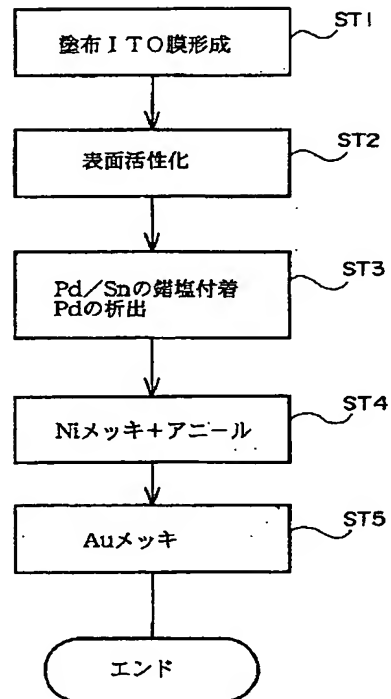 塗布ITO膜形成
ST1
表面活性化
ST2
Pd/Snの錯塩付着
Pdの析出
ST3
Niメッキ+アニール
ST4
Auメッキ
ST5
エンド